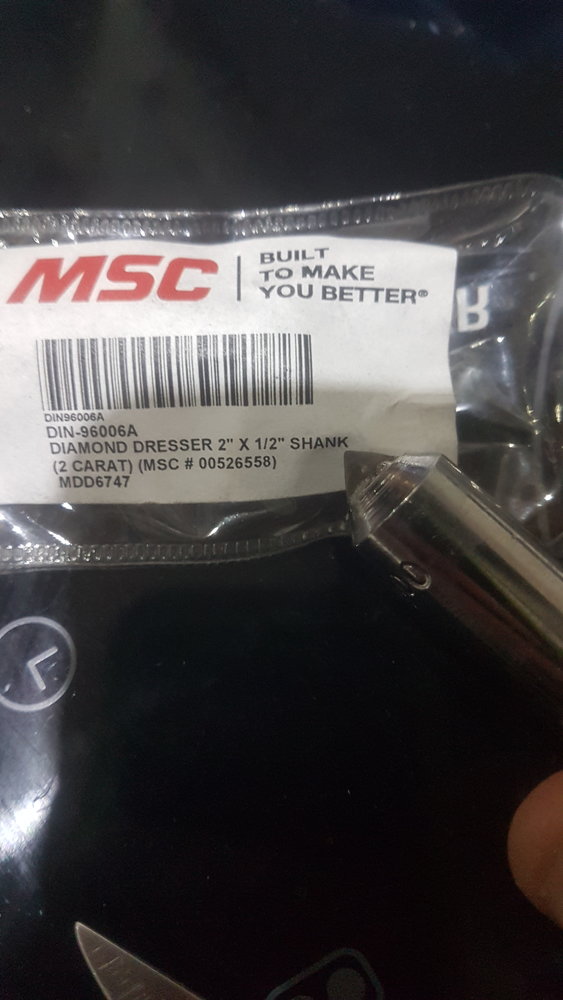 MSC
BUILT
TO MAKE
YOU BETTER®
DIN96006A
DIN-96006A
DIAMOND DRESSER 2" X 1/2" SHANK
(2 CARAT) (MSC # 00526558)
MDD6747
R